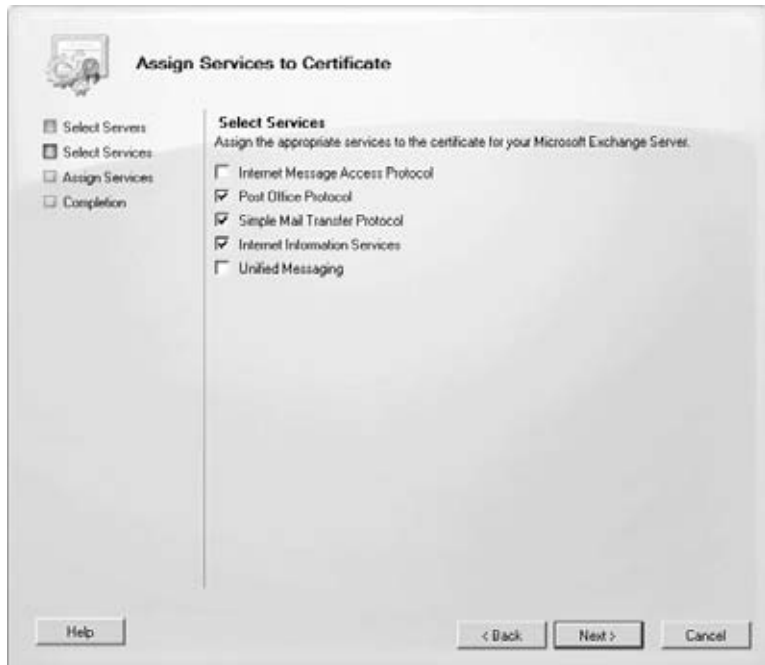 Assign Services to Certificate
Select Servers
Select Services
Assign Services
Completion
Select Services
Assign the appropriate services to the certificate for your Microsoft Exchange Server.
Internet Message Access Protocol
Post Office Protocol
Simple Mail Transfer Protocol
Internet Information Services
Unified Messaging
Help
< Back
Next >
Cancel